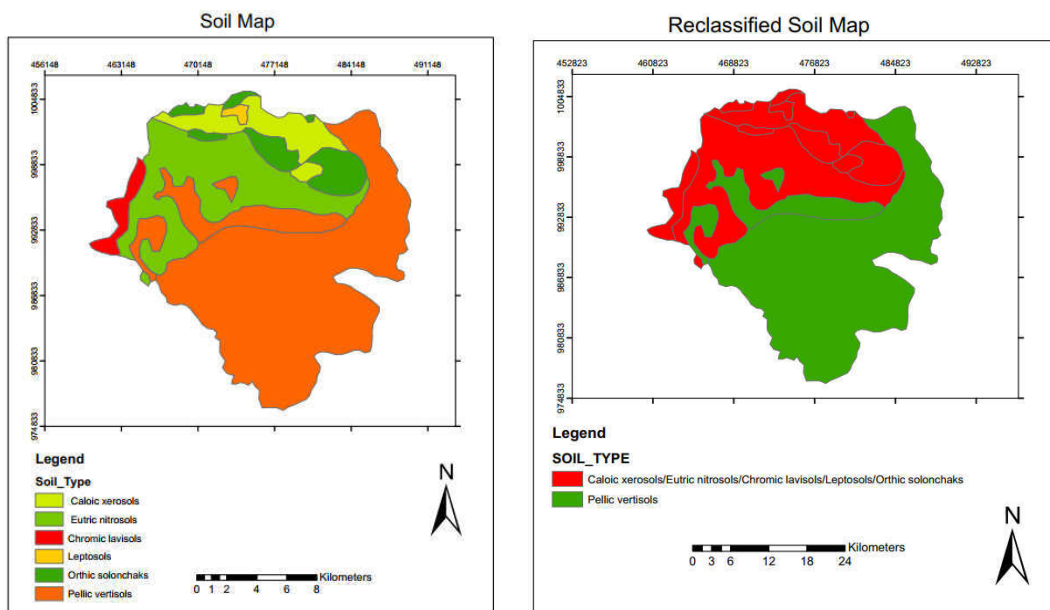 Soil Map
456148 463148 470148 477148 484148 491148
1004833
998833
992833
986833
980833
974833
Legend
Soil_Type
Caloic xerosols
Eutric nitrosols
Chromic lavisols
Leptosols
Orthic solonchaks
Pellic vertisols
N
0 1 2 4 6 8 Kilometers
Reclassified Soil Map
452823 460823 468823 476823 484823 492823
1004833
998833
992833
986833
980833
974833
Legend
SOIL_TYPE
Caloic xerosols/Eutric nitrosols/Chromic lavisols/Leptosols/Orthic solonchaks
Pellic vertisols
N
0 3 6 12 18 24 Kilometers